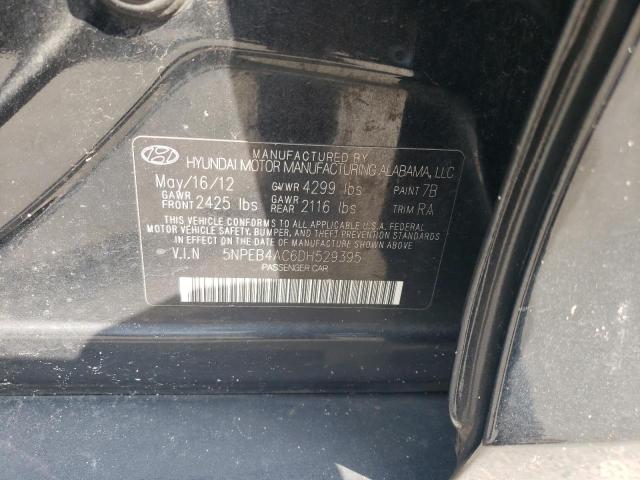 MANUFACTURED BY
HYUNDAI MOTOR MANUFACTURING ALABAMA, LLC
May/16/12 GVWR 4299 lbs PAINT 7B
GAWR FRONT 2425 lbs GAWR REAR 2116 lbs TRIM RA
THIS VEHICLE CONFORMS TO ALL APPLICABLE U.S.A. FEDERAL
MOTOR VEHICLE SAFETY, BUMPER, AND THEFT PREVENTION STANDARDS
IN EFFECT ON THE DATE OF MANUFACTURE SHOWN ABOVE.
V.I.N 5NPEB4AC6DH529395
PASSENGER CAR